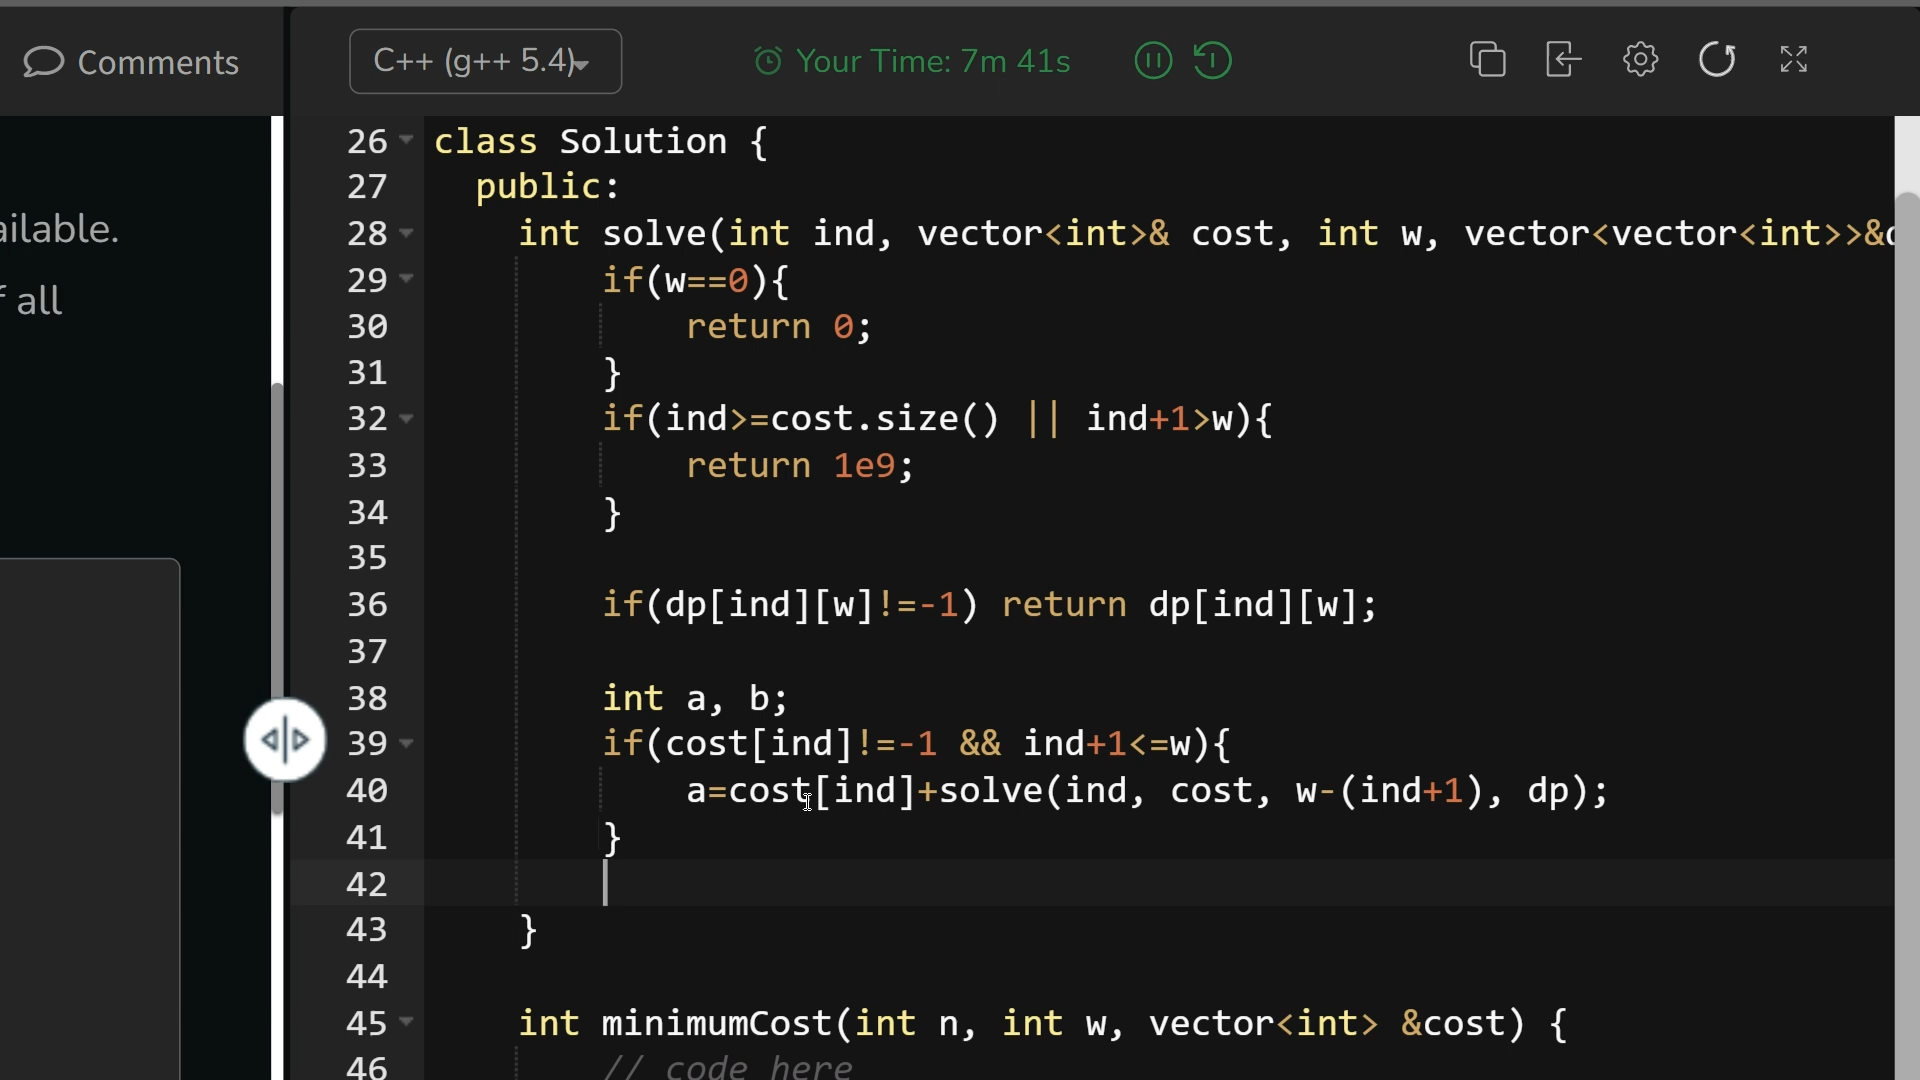 Comments
C++ (g++ 5.4)
Your Time: 7m 41s
ailable.
all
26 class Solution {
27 public:
28 int solve(int ind, vector<int>& cost, int w, vector<vector<int>>&
29 if(w==0){
30 return 0;
31 }
32 if(ind>=cost.size() || ind+1>w){
33 return 1e9;
34 }
35
36 if(dp[ind][w]!=-1) return dp[ind][w];
37
38 int a, b;
39 if(cost[ind]!=-1 && ind+1<=w){
40 a=cost[ind]+solve(ind, cost, w-(ind+1), dp);
41 }
42
43 }
44
45 int minimumCost(int n, int w, vector<int> &cost) {
46 // code here